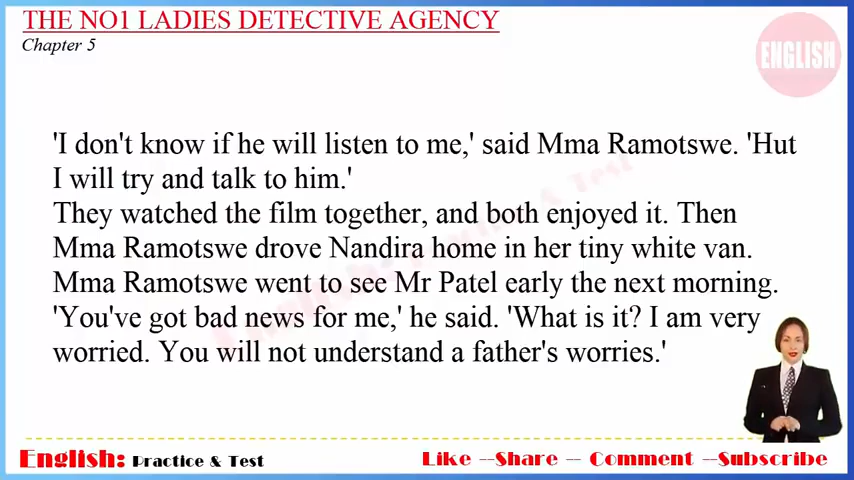 THE NO1 LADIES DETECTIVE AGENCY
Chapter 5
ENGLISH
'I don't know if he will listen to me,' said Mma Ramotswe. 'Hut
I will try and talk to him.'
They watched the film together, and both enjoyed it. Then
Mma Ramotswe drove Nandira home in her tiny white van.
Mma Ramotswe went to see Mr Patel early the next morning.
'You've got bad news for me,' he said. 'What is it? I am very
worried. You will not understand a father's worries.'
English: Practice & Test
English: Practice & Test
Like --Share -- Comment --Subscribe